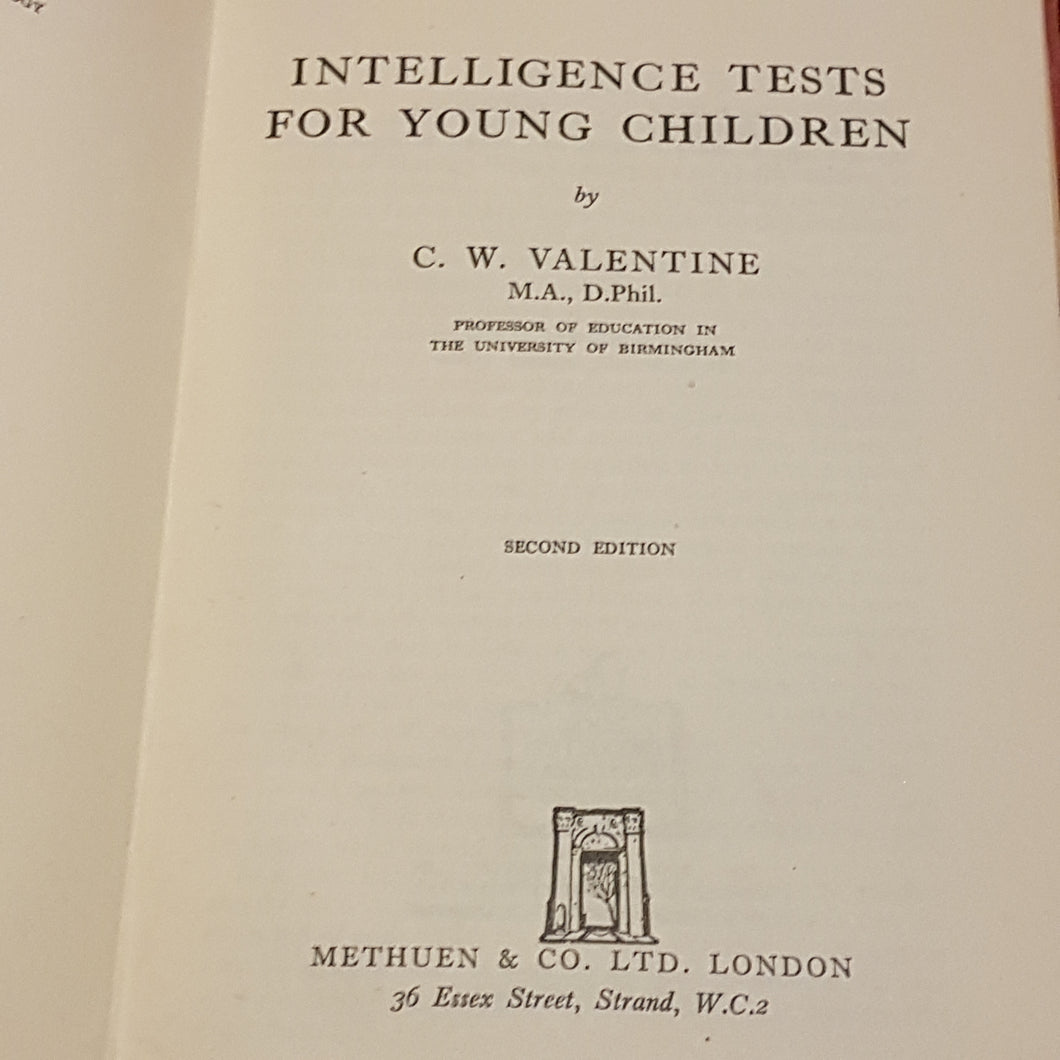 INTELLIGENCE TESTS
FOR YOUNG CHILDREN
by
C. W. VALENTINE
M.A., D.Phil.
PROFESSOR OF EDUCATION IN
THE UNIVERSITY OF BIRMINGHAM
SECOND EDITION
METHUEN & CO. LTD. LONDON
36 Essex Street, Strand, W.C.2